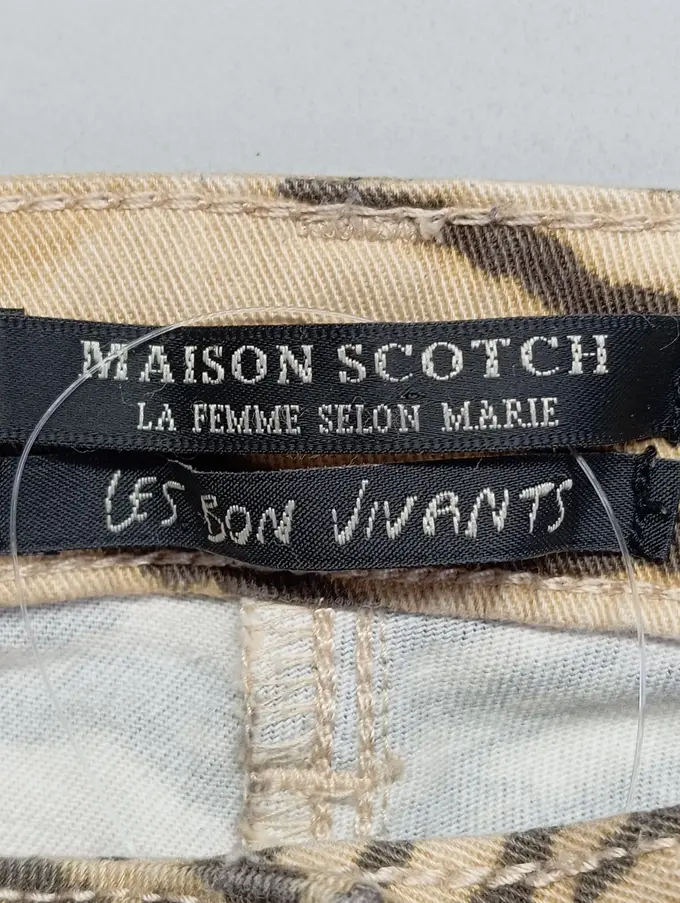 MAISON SCOTCH
LA FEMME SELON MARIE
LES BON VIVANTS